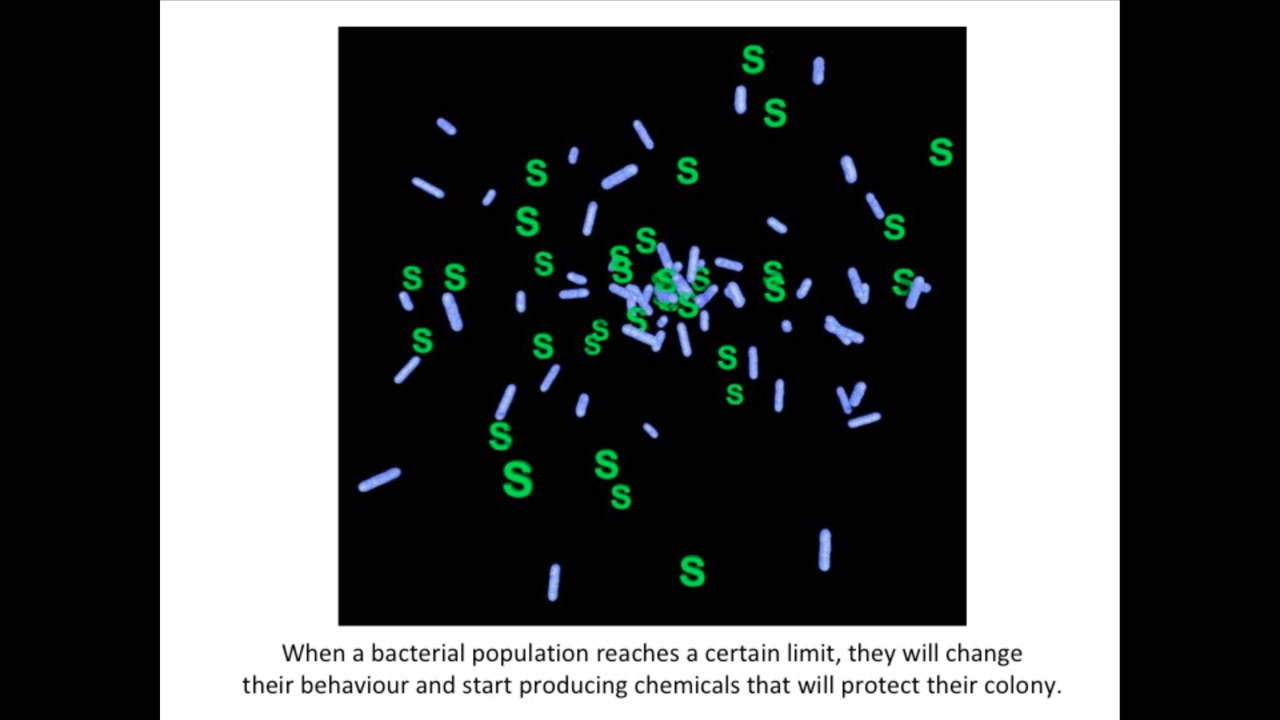 S
S
S
S S
S
S
S
S
S
S
S S
S
S
S
S
S
S
S
S
S
S S
S
S
S
S
S
S
S
When a bacterial population reaches a certain limit, they will change
their behaviour and start producing chemicals that will protect their colony.